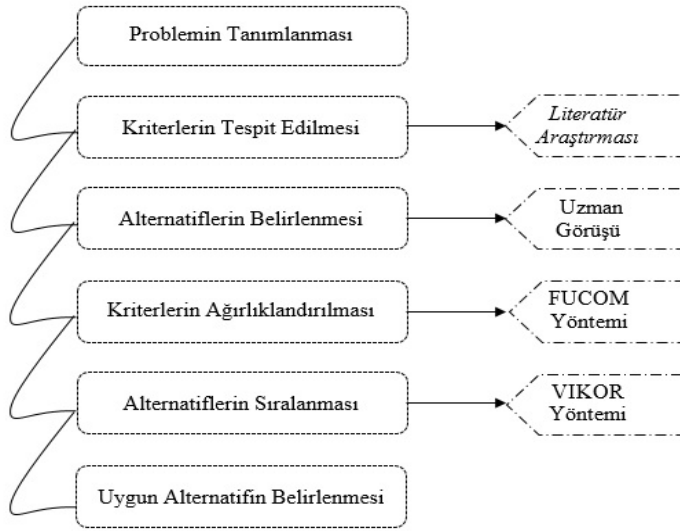 Problemin Tanımlanması
Kriterlerin Tespit Edilmesi
Literatür
Araştırması
Alternatiflerin Belirlenmesi
Uzman
Görüşü
Kriterlerin Ağırlıklandırılması
FUCOM
Yöntemi
Alternatiflerin Sıralanması
VIKOR
Yöntemi
Uygun Alternatifin Belirlenmesi